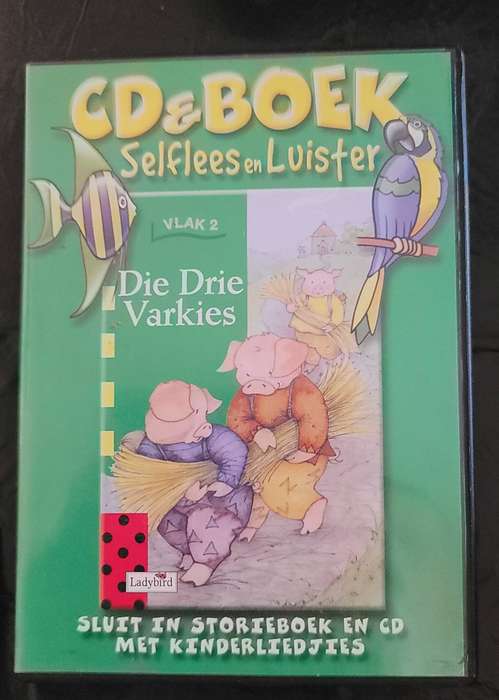 CD & BOEK
Selflees en Luister
VLAK 2
Die Drie
Varkies
Ladybird
SLUIT IN STORIEBOEK EN CD
MET KINDERLIEDJIES